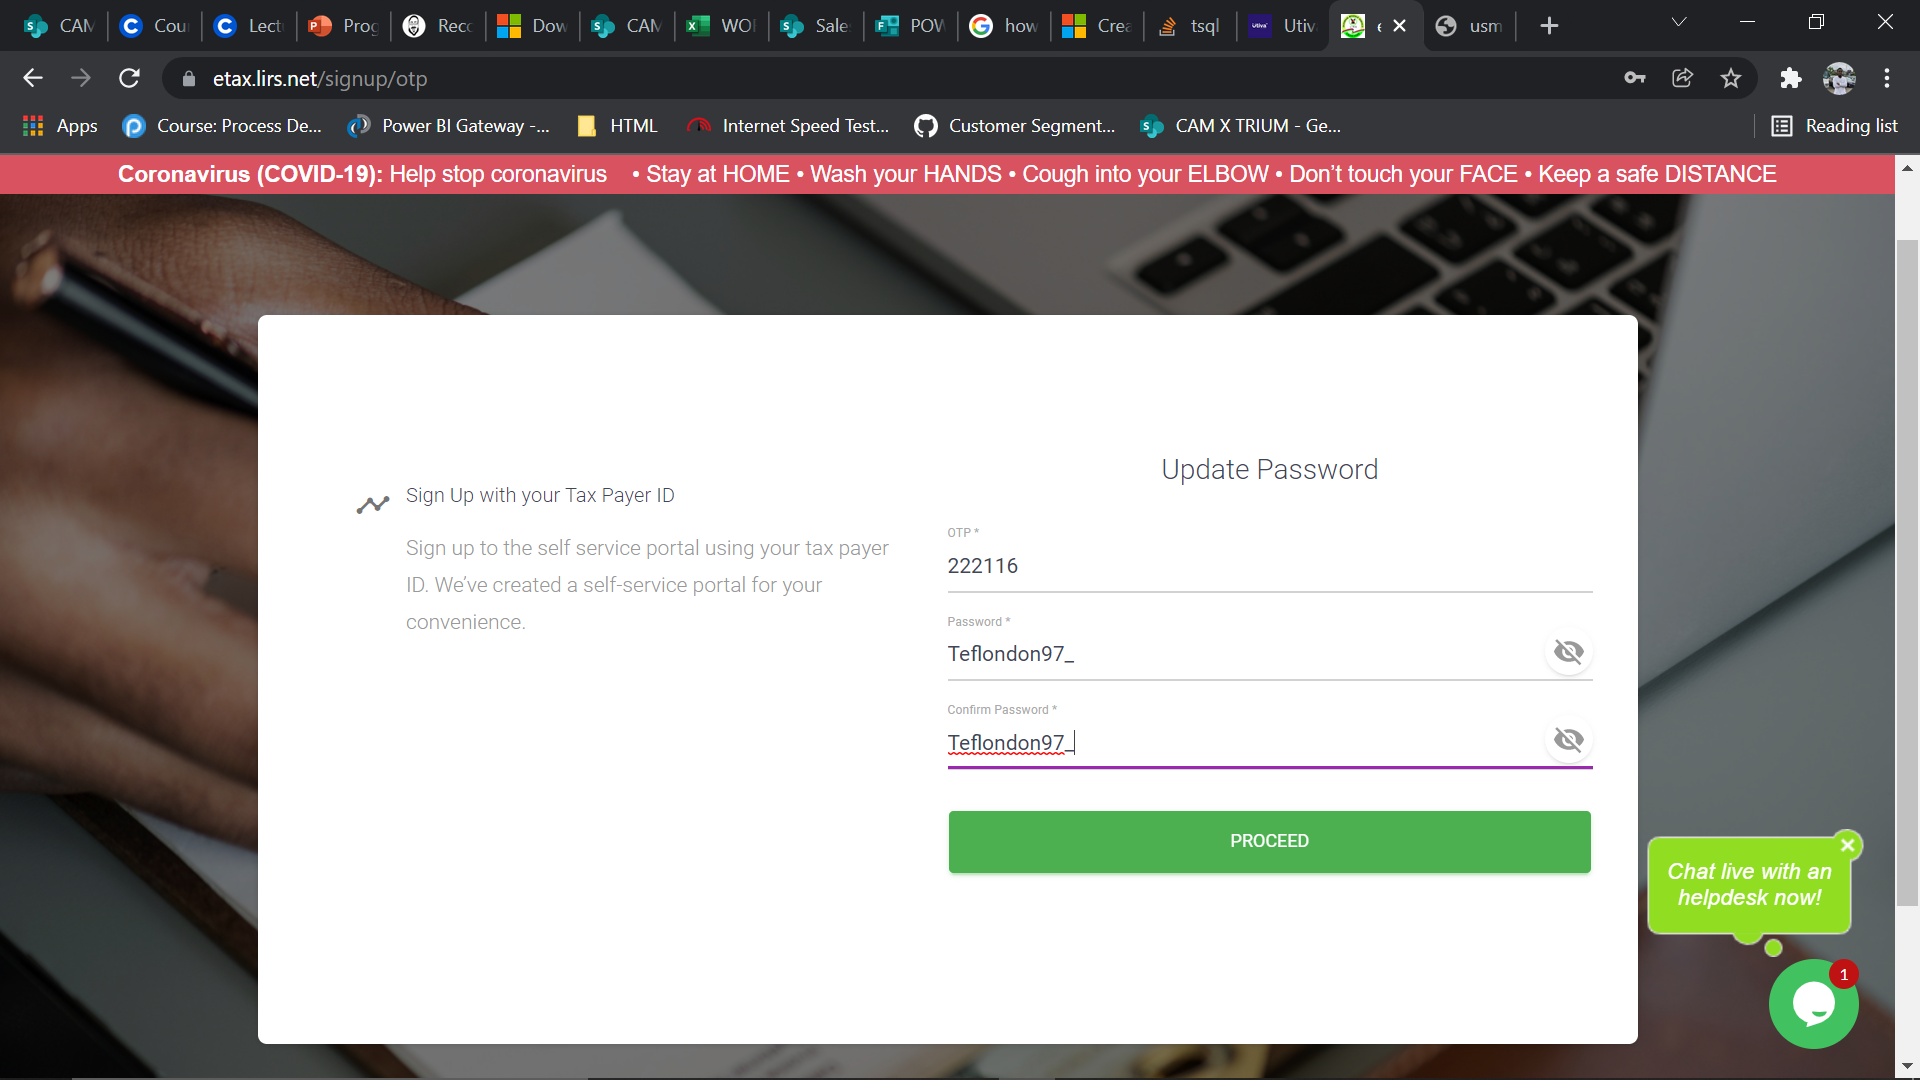 CAM
Cour
Lect
Prog
Reco
Dow
CAM
WOR
Sale
POW
how
Crea
tsql
Utiv
e
usm
etax.lirs.net/signup/otp
Apps
Course: Process De...
Power BI Gateway -...
HTML
Internet Speed Test...
Customer Segment...
CAM X TRIUM - Ge...
Reading list
Coronavirus (COVID-19): Help stop coronavirus • Stay at HOME • Wash your HANDS • Cough into your ELBOW • Don't touch your FACE • Keep a safe DISTANCE
Sign Up with your Tax Payer ID
Sign up to the self service portal using your tax payer
ID. We've created a self-service portal for your
convenience.
Update Password
OTP *
222116
Password *
Teflondon97_
Confirm Password *
Teflondon97_
PROCEED
Chat live with an
helpdesk now!
1